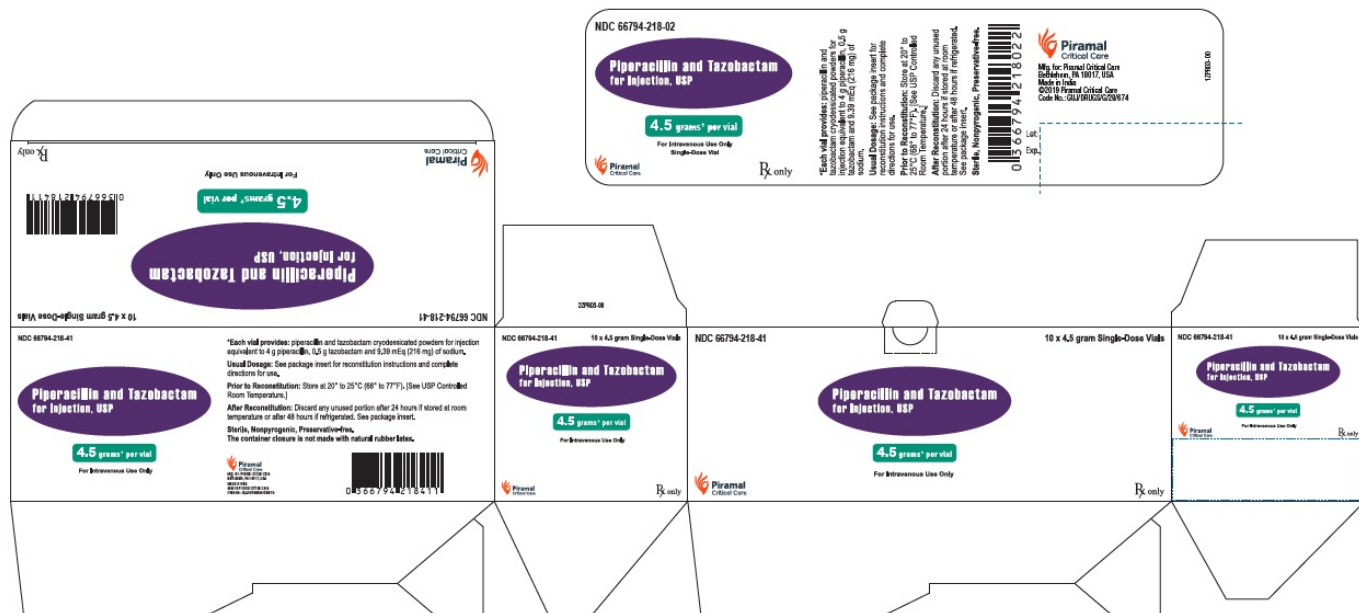 NDC 66794-218-02
Piperacillin and Tazobactam
for Injection, USP
4.5 grams* per vial
For Intravenous Use Only
Single-Dose Vial
Piramal
Critical Care
Rx only
*Each vial provides: piperacillin and
tazobactam cryodessicated powders for
injection equivalent to 4 g piperacillin, 0.5 g
tazobactam and 9.39 mEq (216 mg) of
sodium.
Usual Dosage: See package insert for
reconstitution instructions and complete
directions for use.
Prior to Reconstitution: Store at 20° to
25°C (68° to 77°F). [See USP Controlled
Room Temperature.]
After Reconstitution: Discard any unused
portion after 24 hours if stored at room
temperature or after 48 hours if refrigerated.
See package insert.
Sterile, Nonpyrogenic, Preservative-free.
0 366794 218022
Piramal
Critical Care
Mfg. for: Piramal Critical Care
Bethlehem, PA 18017, USA
Made in India
©2019 Piramal Critical Care
Code No.: GUJ/DRUGS/G/28/674
Lot:
Exp.
1ZPR03-00
NDC 66794-218-41
10 x 4.5 gram Single-Dose Vials
Piperacillin and Tazobactam
for Injection, USP
4.5 grams* per vial
For Intravenous Use Only
0 366794 218411
Piramal
Critical Care
Rx only
NDC 66794-218-41
Piperacillin and Tazobactam
for Injection, USP
4.5 grams* per vial
For Intravenous Use Only
*Each vial provides: piperacillin and tazobactam cryodessicated powders for injection
equivalent to 4 g piperacillin, 0.5 g tazobactam and 9.39 mEq (216 mg) of sodium.
Usual Dosage: See package insert for reconstitution instructions and complete
directions for use.
Prior to Reconstitution: Store at 20° to 25°C (68° to 77°F). [See USP Controlled
Room Temperature.]
After Reconstitution: Discard any unused portion after 24 hours if stored at room
temperature or after 48 hours if refrigerated. See package insert.
Sterile, Nonpyrogenic, Preservative-free.
The container closure is not made with natural rubber latex.
Piramal
Critical Care
0 366794 218411
NDC 66794-218-41
10 x 4.5 gram Single-Dose Vials
Piperacillin and Tazobactam
for Injection, USP
4.5 grams* per vial
For Intravenous Use Only
Piramal
Critical Care
Rx only
NDC 66794-218-41
10 x 4.5 gram Single-Dose Vials
Piperacillin and Tazobactam
for Injection, USP
4.5 grams* per vial
For Intravenous Use Only
Piramal
Critical Care
Rx only
NDC 66794-218-41
10 x 4.5 gram Single-Dose Vials
Piperacillin and Tazobactam
for Injection, USP
4.5 grams* per vial
For Intravenous Use Only
Piramal
Critical Care
Rx only